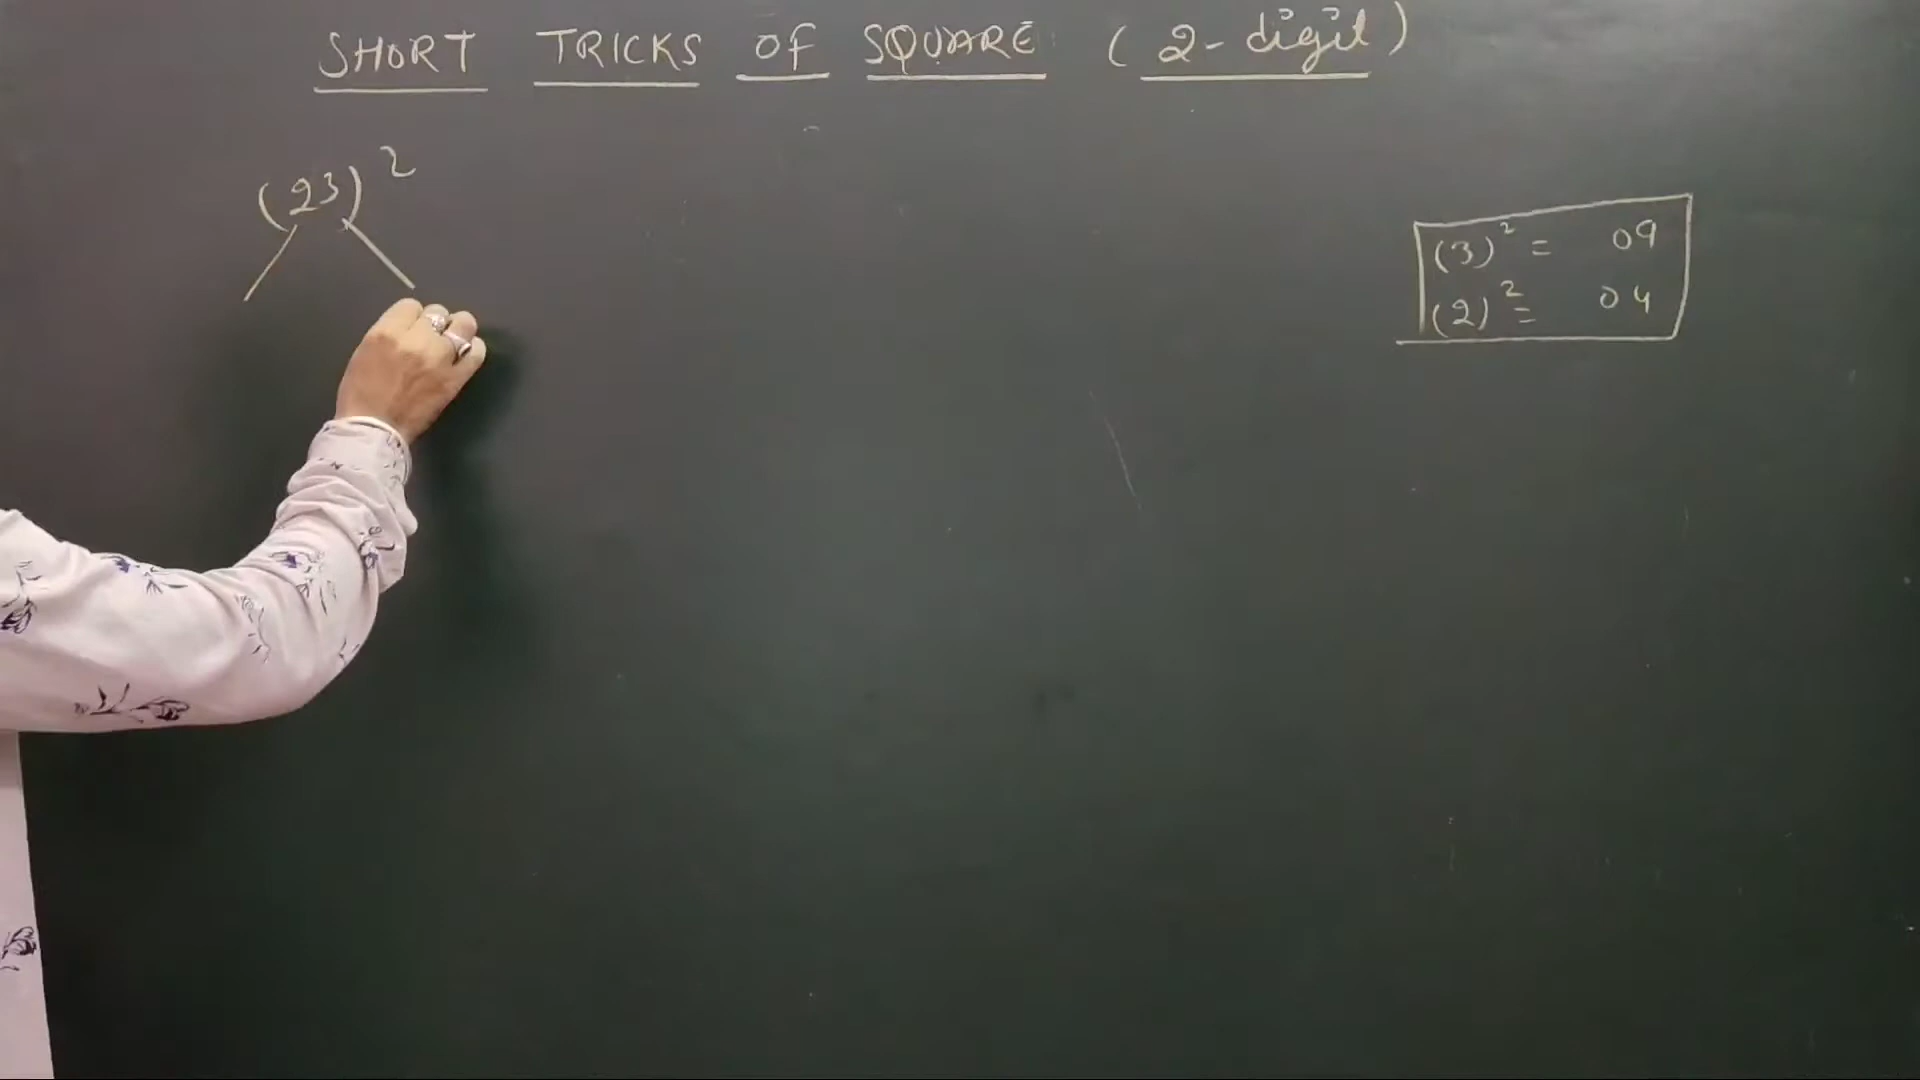 SHORT TRICKS OF SQUARE (2-digit)
(23)²
(3)² = 09
(2)² = 04